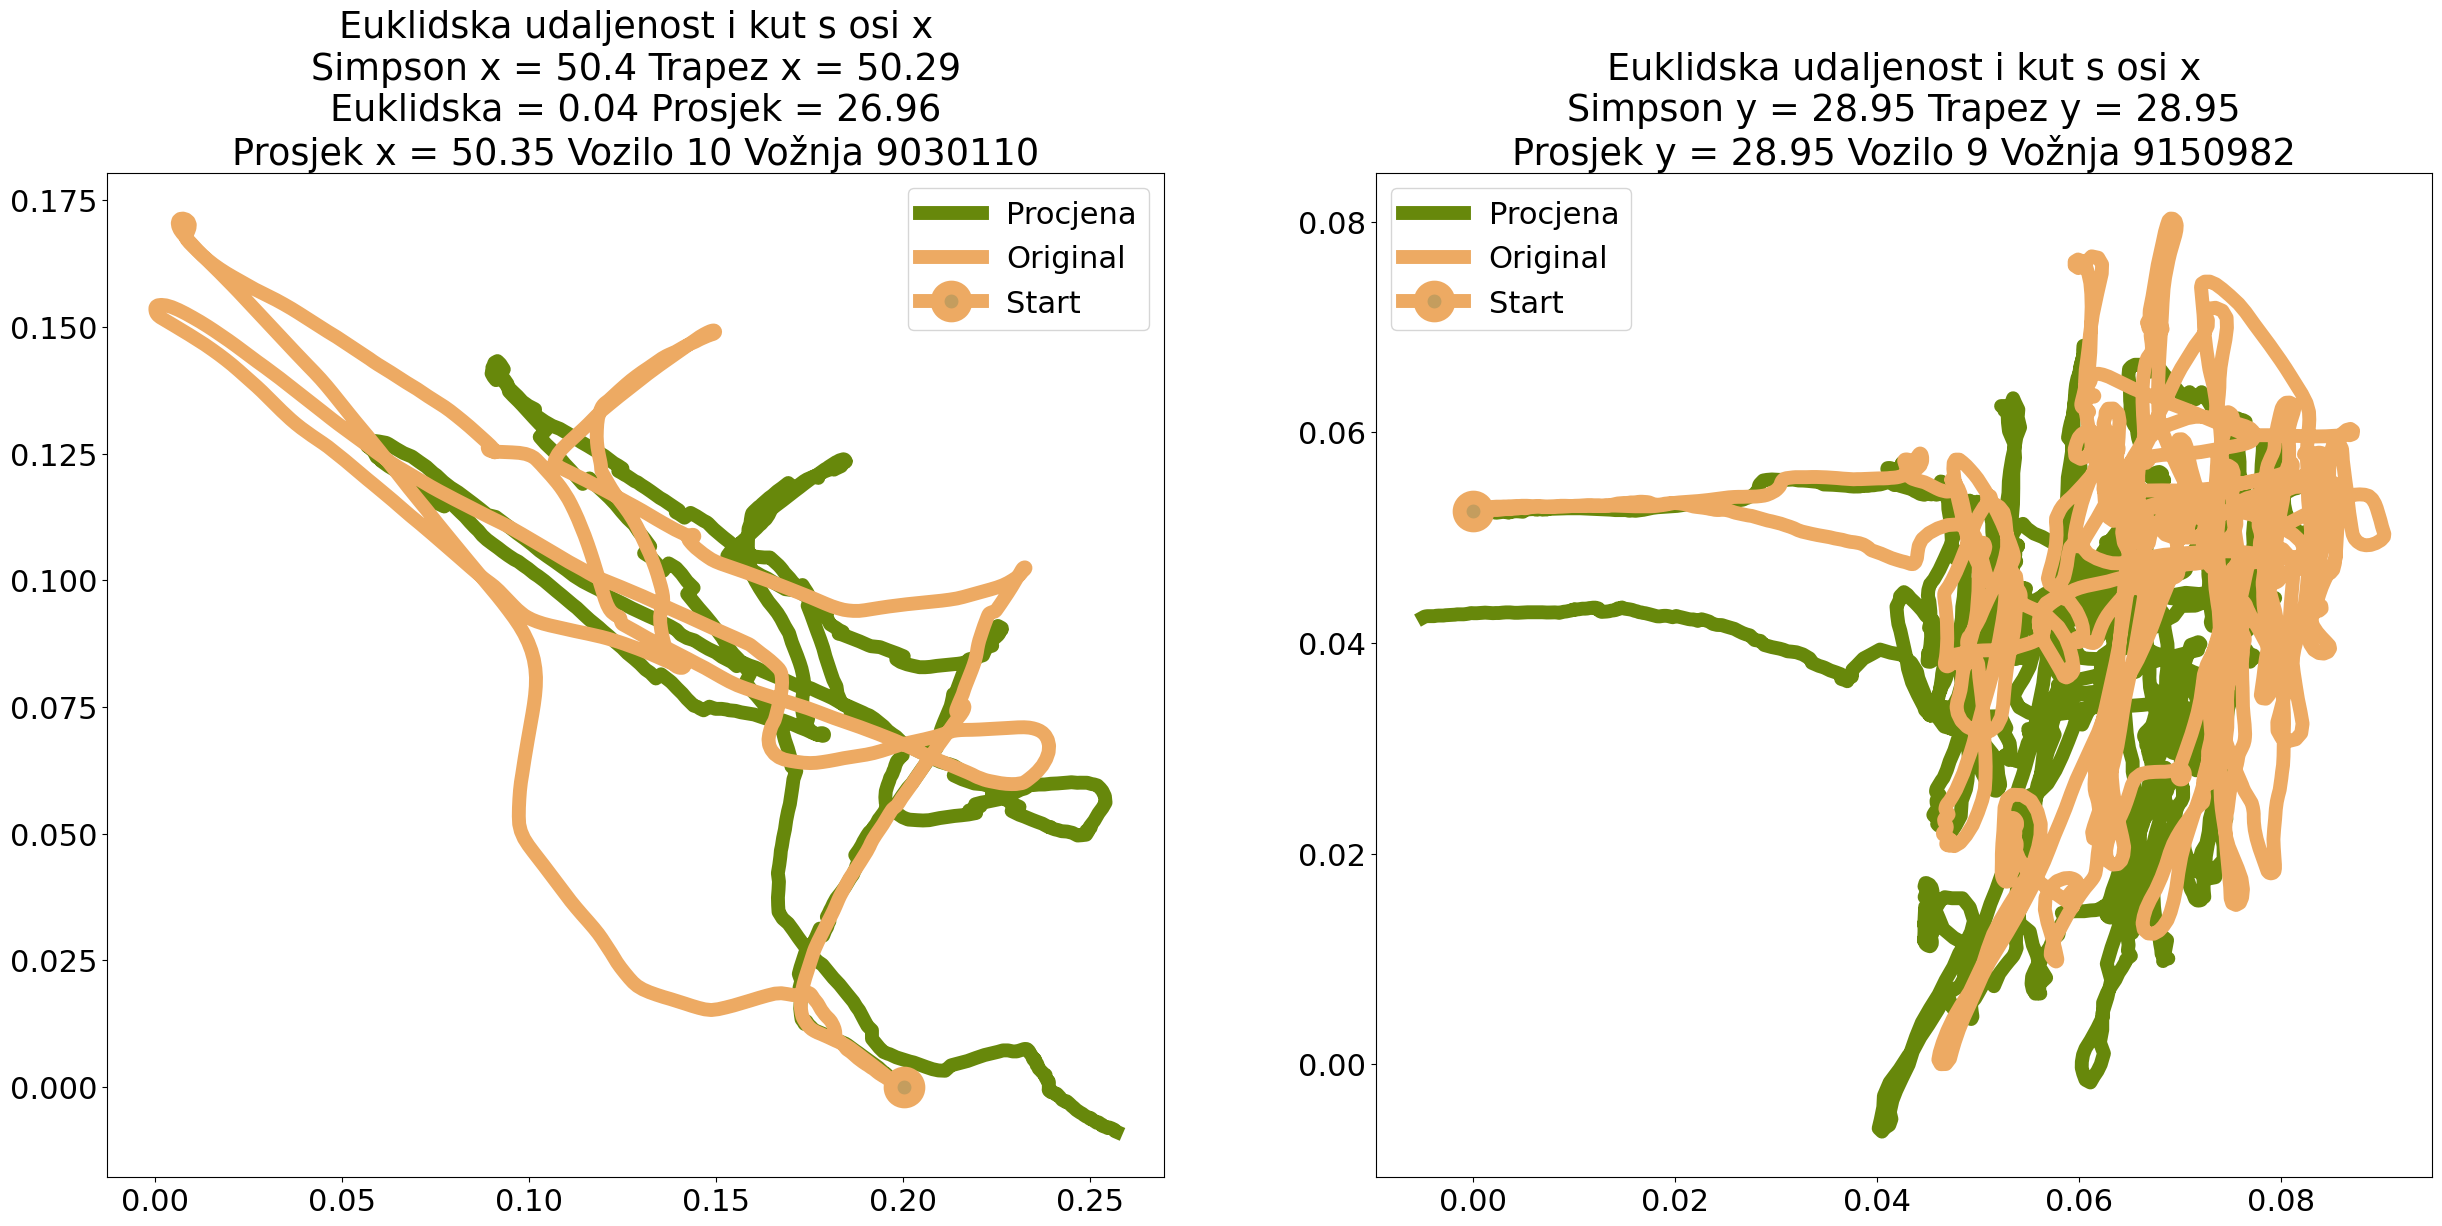 Euklidska udaljenost i kut s osi x
Simpson x = 50.4 Trapez x = 50.29
Euklidska = 0.04 Prosjek = 26.96
Prosjek x = 50.35 Vozilo 10 Vožnja 9030110
Procjena
Original
Start
0.175
0.150
0.125
0.100
0.075
0.050
0.025
0.000
0.00 0.05 0.10 0.15 0.20 0.25
Euklidska udaljenost i kut s osi x
Simpson y = 28.95 Trapez y = 28.95
Prosjek y = 28.95 Vozilo 9 Vožnja 9150982
Procjena
Original
Start
0.08
0.06
0.04
0.02
0.00
0.00 0.02 0.04 0.06 0.08